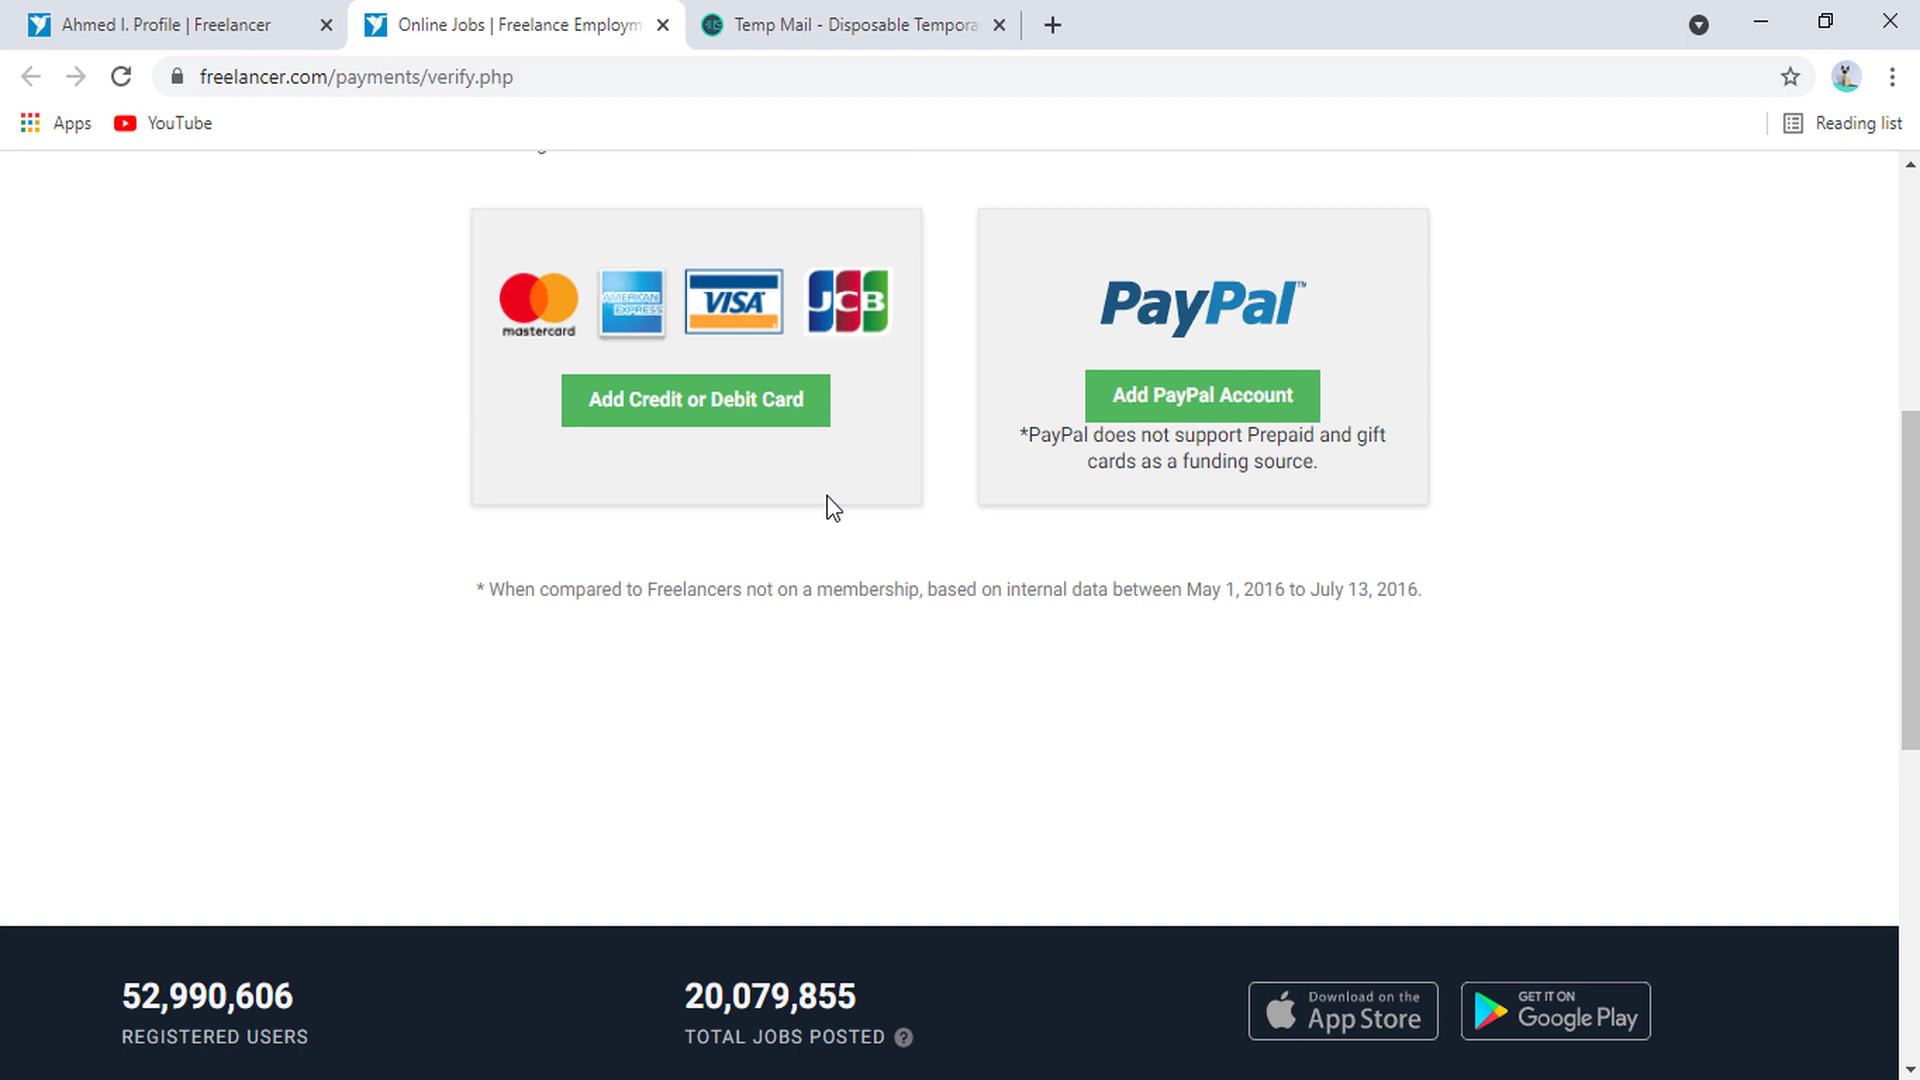 Ahmed I. Profile | Freelancer
Online Jobs | Freelance Employm
Temp Mail - Disposable Tempora
freelancer.com/payments/verify.php
Apps
YouTube
Reading list
mastercard
AMERICAN EXPRESS
VISA
JCB
Add Credit or Debit Card
PayPal™
Add PayPal Account
*PayPal does not support Prepaid and gift
cards as a funding source.
* When compared to Freelancers not on a membership, based on internal data between May 1, 2016 to July 13, 2016.
52,990,606
REGISTERED USERS
20,079,855
TOTAL JOBS POSTED ?
Download on the
App Store
GET IT ON
Google Play